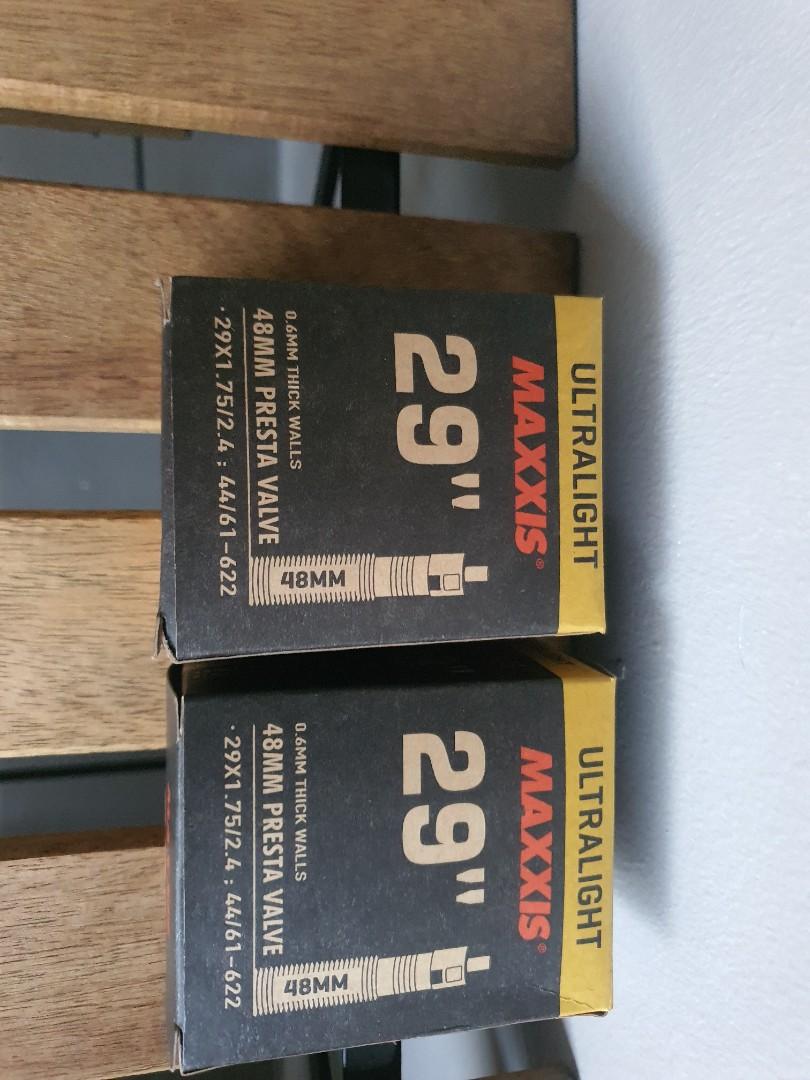 ULTRALIGHT
MAXXIS®
29"
0.6MM THICK WALLS
48MM PRESTA VALVE
48MM
·29X1.75/2.4 ; 44/61-622
ULTRALIGHT
MAXXIS®
29"
0.6MM THICK WALLS
48MM PRESTA VALVE
48MM
·29X1.75/2.4 ; 44/61-622